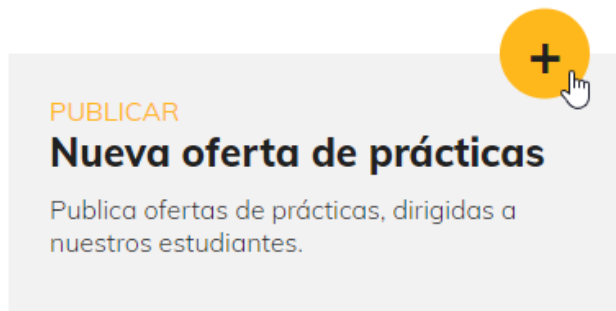 +
PUBLICAR
Nueva oferta de prácticas
Publica ofertas de prácticas, dirigidas a
nuestros estudiantes.